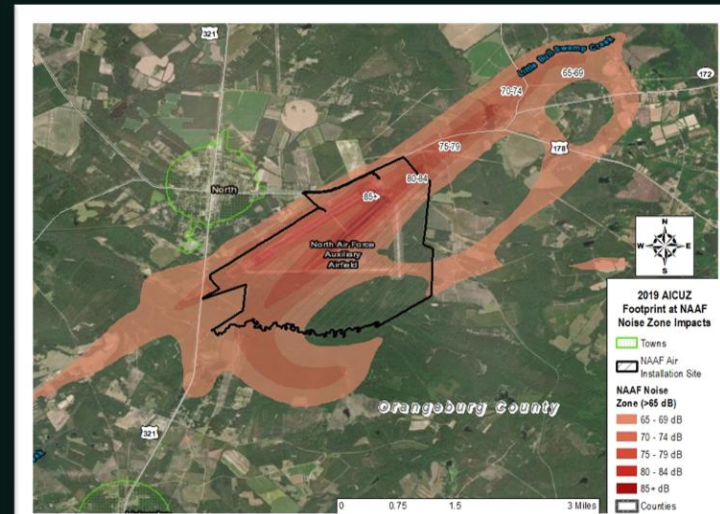 321
Little Bull Swamp Creek
65-69
172
70-74
75-79
178
North
80-84
85+
North Air Force
Auxiliary
Airfield
N
W
E
S
2019 AICUZ
Footprint at NAAF
Noise Zone Impacts
Towns
NAAF Air
Installation Site
NAAF Noise
Zone (>65 dB)
65 - 69 dB
70 - 74 dB
75 - 79 dB
80 - 84 dB
85+ dB
Counties
Orangeburg County
321
0 0.75 1.5 3 Miles